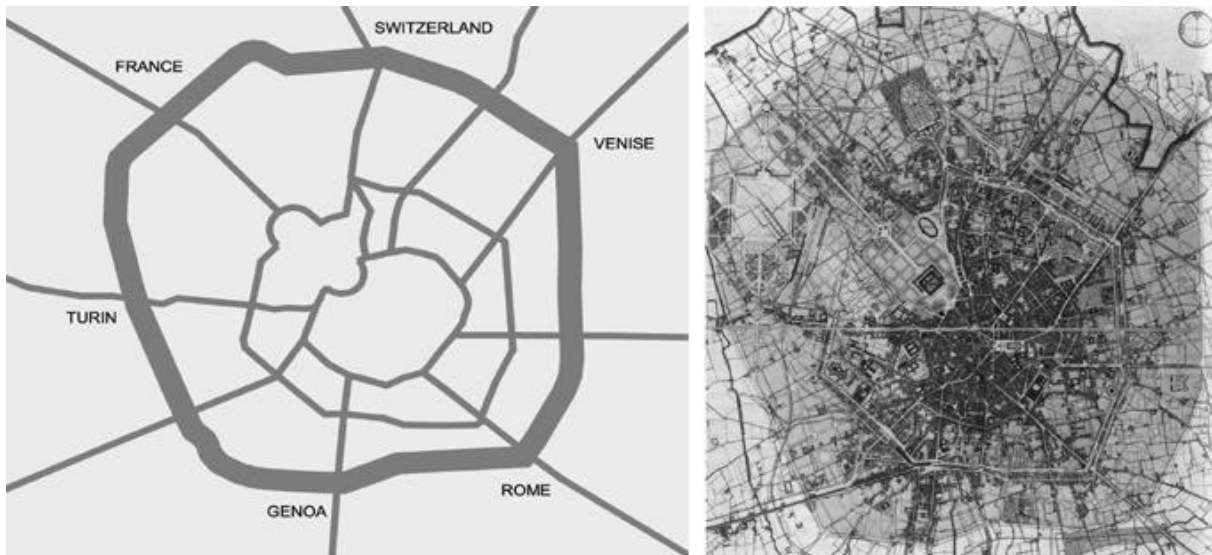 SWITZERLAND
FRANCE
VENISE
TURIN
ROME
GENOA